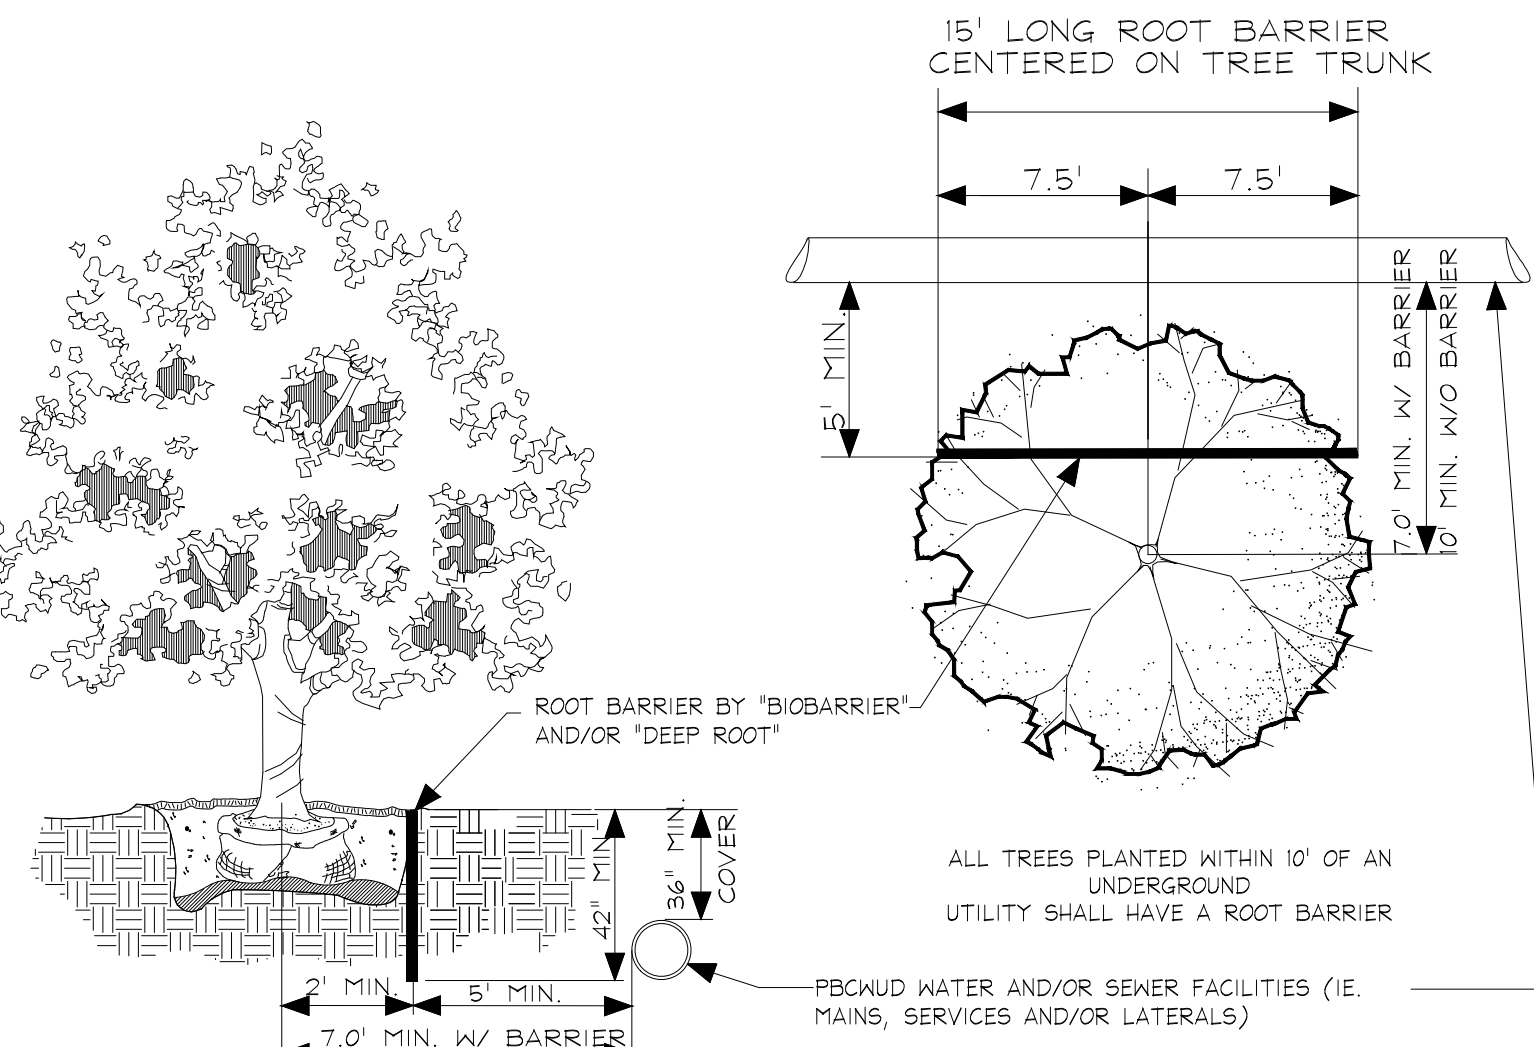 15' LONG ROOT BARRIER
CENTERED ON TREE TRUNK
7.5'
7.5'
5' MIN.
7.0' MIN. W/ BARRIER
10' MIN. W/O BARRIER
ROOT BARRIER BY "BIOBARRIER"
AND/OR "DEEP ROOT"
42" MIN.
36" MIN.
COVER
ALL TREES PLANTED WITHIN 10' OF AN
UNDERGROUND
UTILITY SHALL HAVE A ROOT BARRIER
2' MIN.
5' MIN.
PBCWUD WATER AND/OR SEWER FACILITIES (IE.
MAINS, SERVICES AND/OR LATERALS)
7.0' MIN. W/ BARRIER